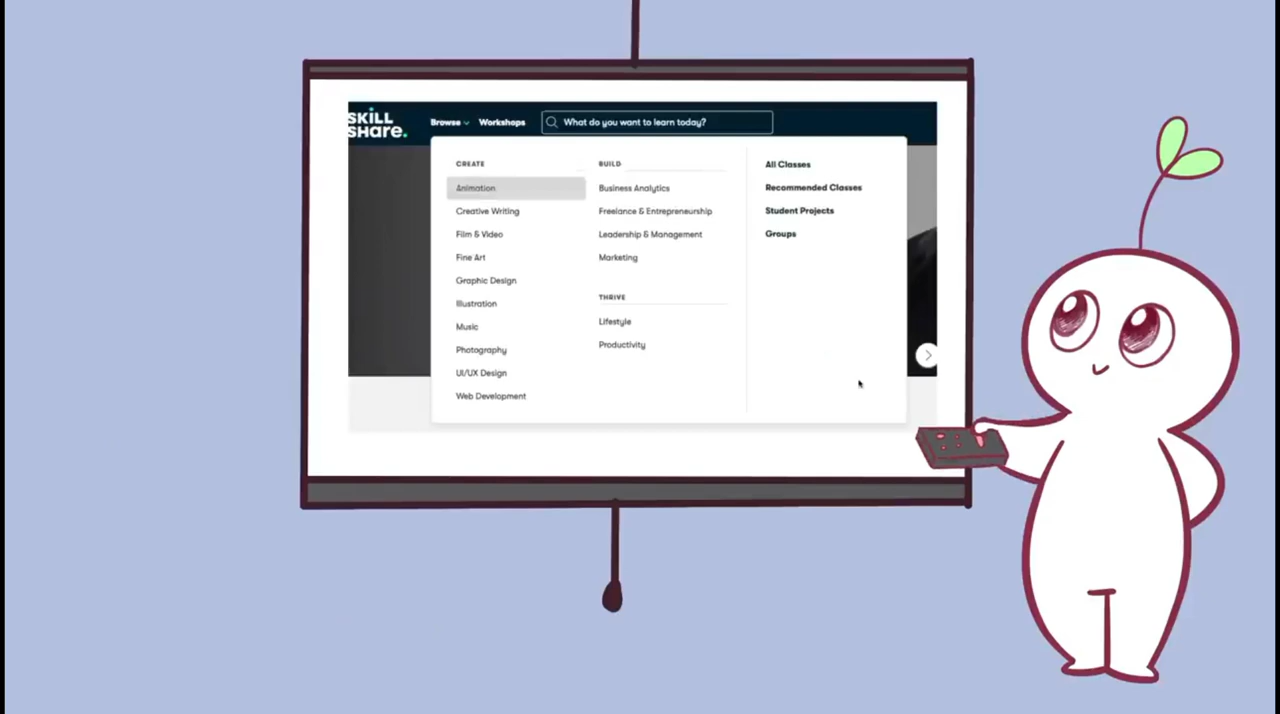 SKILL
SHare.
Browse
Workshops
What do you want to learn today?
CREATE
Animation
Creative Writing
Film & Video
Fine Art
Graphic Design
Illustration
Music
Photography
UI/UX Design
Web Development
BUILD
Business Analytics
Freelance & Entrepreneurship
Leadership & Management
Marketing
THRIVE
Lifestyle
Productivity
All Classes
Recommended Classes
Student Projects
Groups